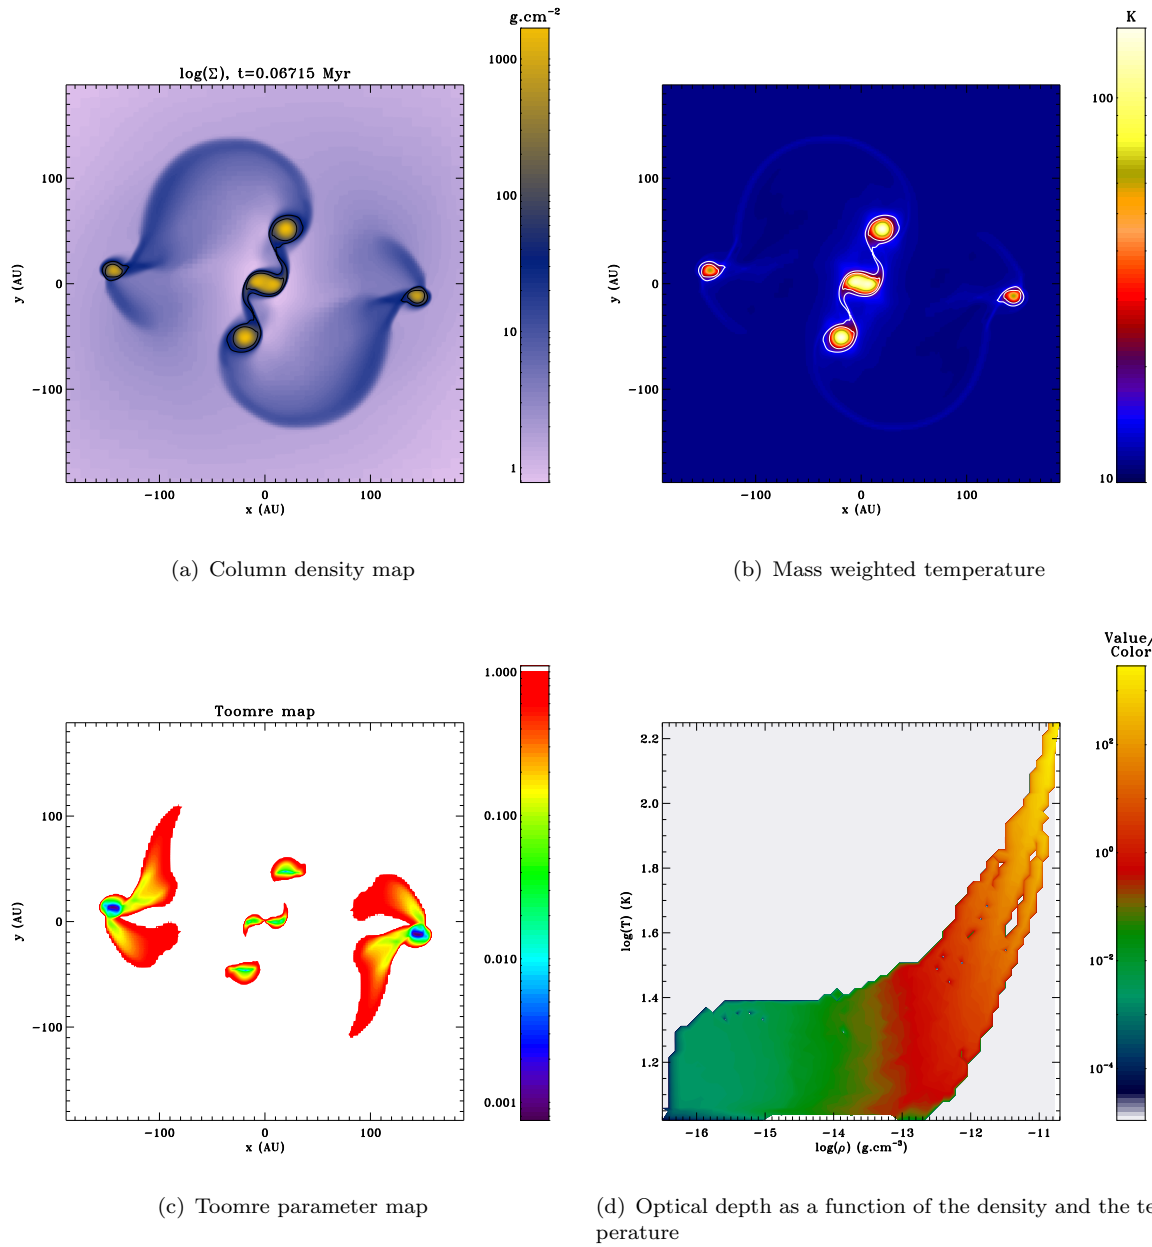 g.cm⁻²
log(Σ), t=0.06715 Myr
1000
100
10
1
100
0
−100
y (AU)
−100 0 100
x (AU)
K
100
10
100
0
−100
y (AU)
−100 0 100
x (AU)
(a) Column density map
(b) Mass weighted temperature
Toomre map
1.000
0.100
0.010
0.001
100
0
−100
y (AU)
−100 0 100
x (AU)
Value/
Color
10²
10⁰
10⁻²
10⁻⁴
2.2
2.0
1.8
1.6
1.4
1.2
log(T) (K)
−16 −15 −14 −13 −12 −11
log(ρ) (g.cm⁻³)
(c) Toomre parameter map
(d) Optical depth as a function of the density and the te
perature